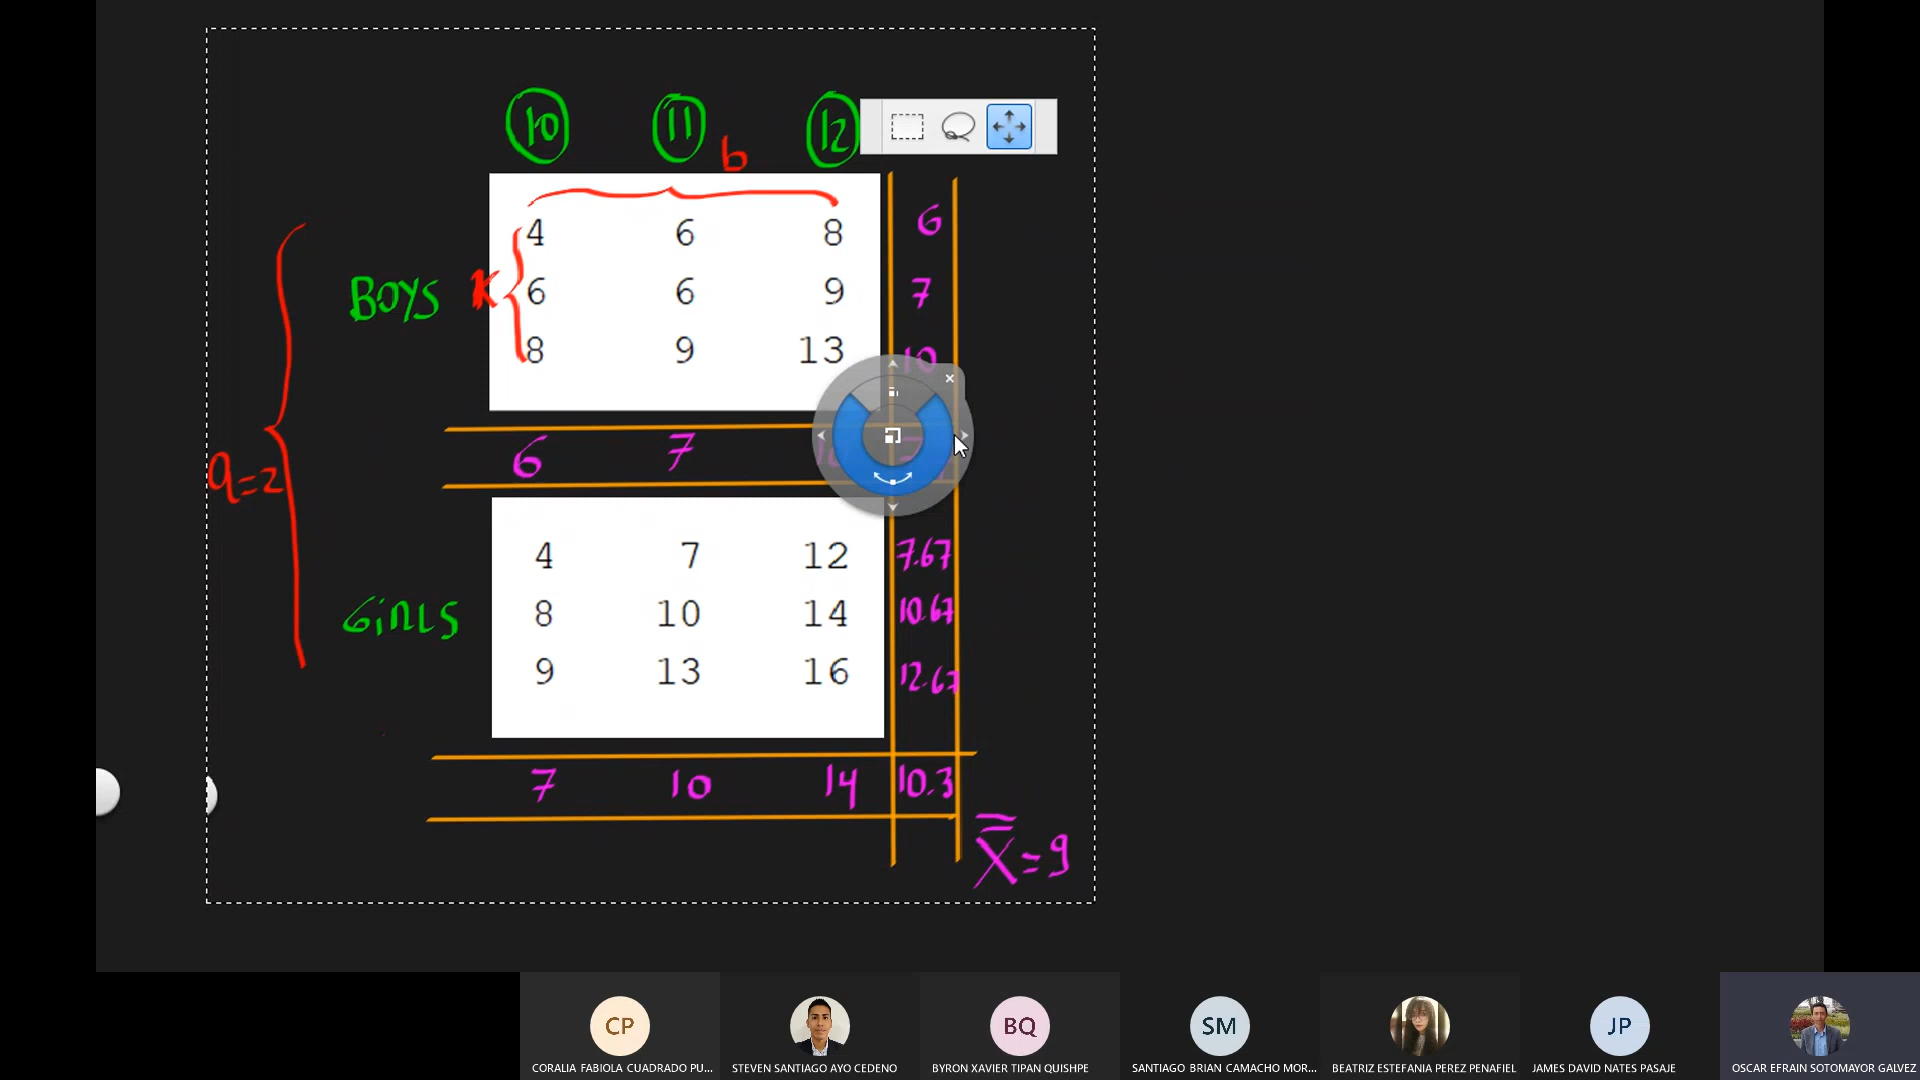 10 11 12
b
4 6 8 6
BOYS K 6 6 9 7
8 9 13 10
6 7
a=2
4 7 12 7.67
GiRLS 8 10 14 10.67
9 13 16 12.67
7 10 14 10.3
X=9
CP BQ SM JP
CORALIA FABIOLA CUADRADO PU... STEVEN SANTIAGO AYO CEDENO BYRON XAVIER TIPAN QUISHPE SANTIAGO BRIAN CAMACHO MOR... BEATRIZ ESTEFANIA PEREZ PENAFIEL JAMES DAVID NATES PASAJE OSCAR EFRAIN SOTOMAYOR GALVEZ